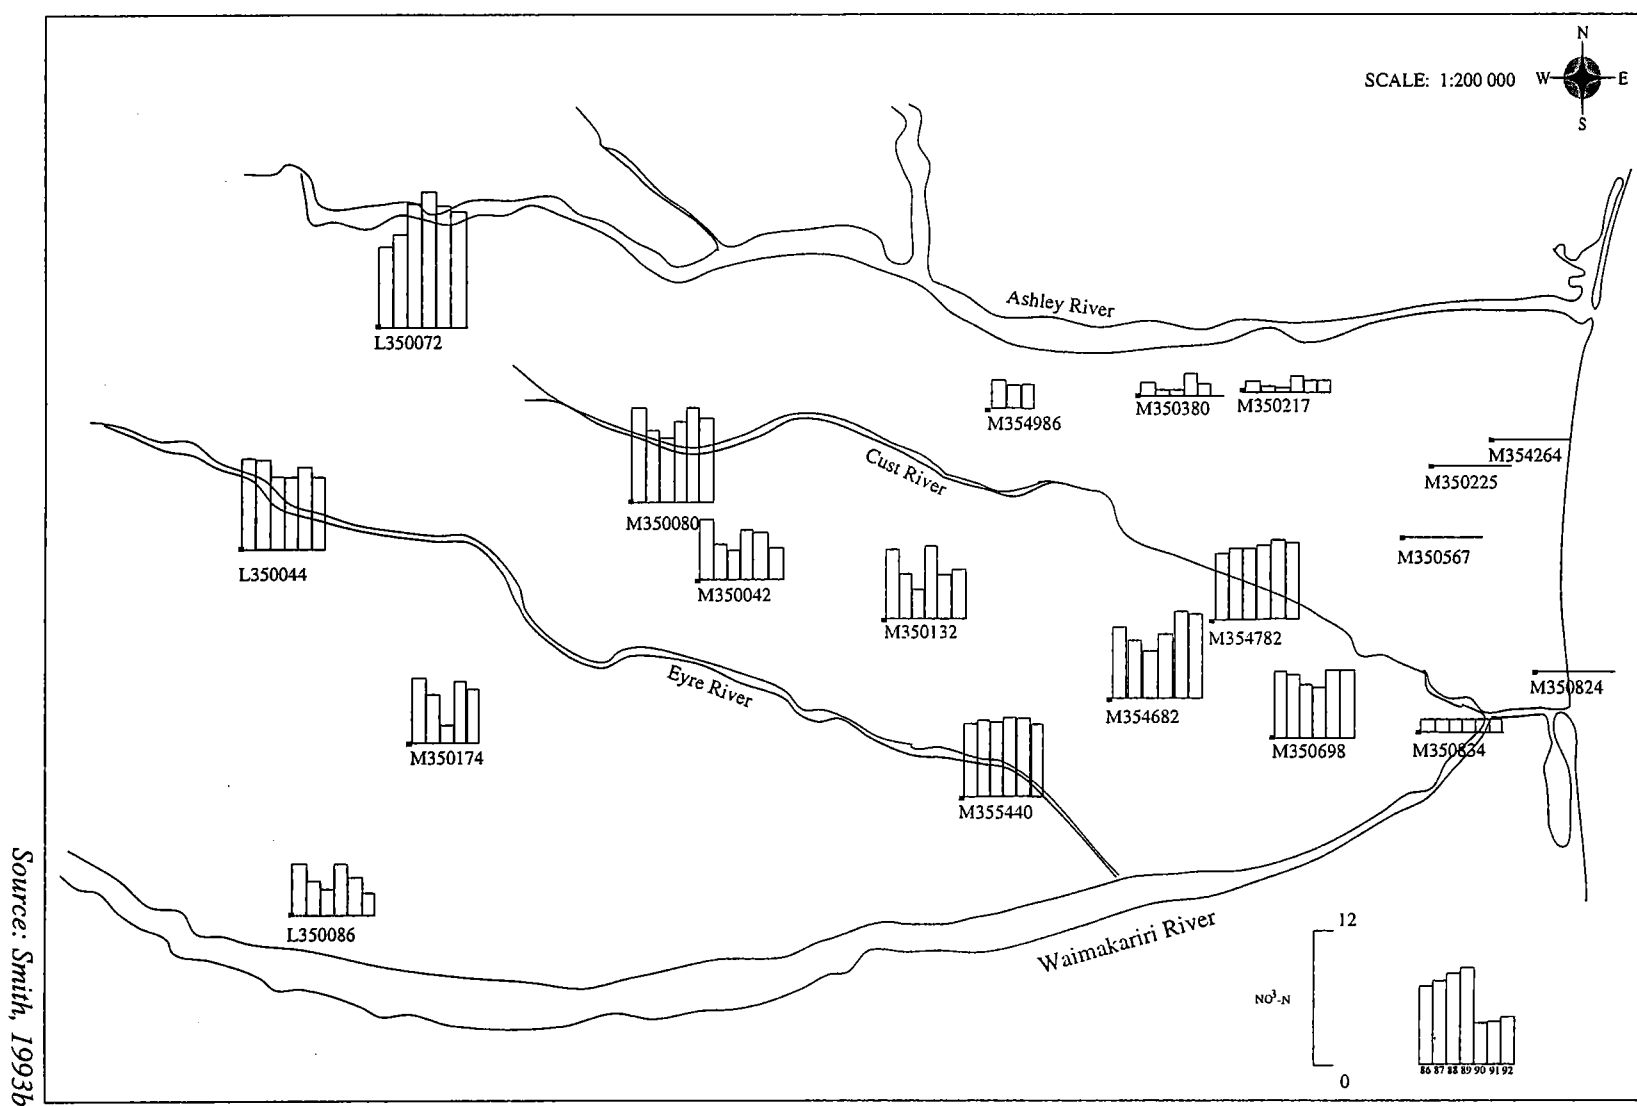 N
SCALE: 1:200 000
W
E
S
Ashley River
L350072
M354986
M350380
M350217
M354264
M350225
Cust River
M350080
M350567
L350044
M350042
M350132
M354782
Eyre River
M350824
M354682
M350698
M350834
M350174
M355440
L350086
Waimakariri River
12
NO³-N
0
86 87 88 89 90 91 92
Source: Smith, 1993b